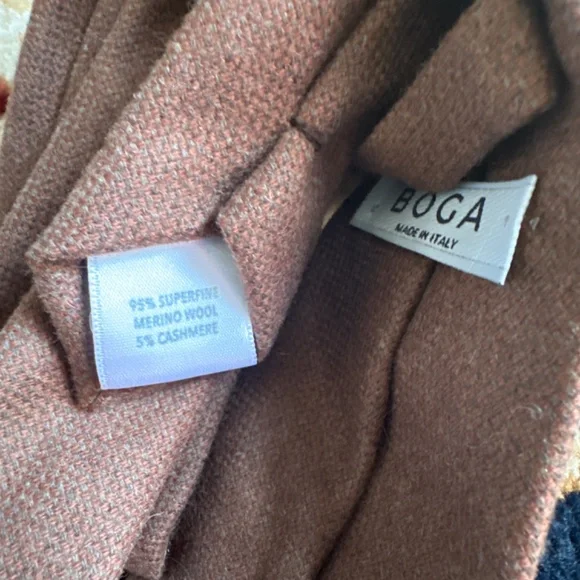 BOGA
MADE IN ITALY
95% SUPERFINE
MERINO WOOL
5% CASHMERE